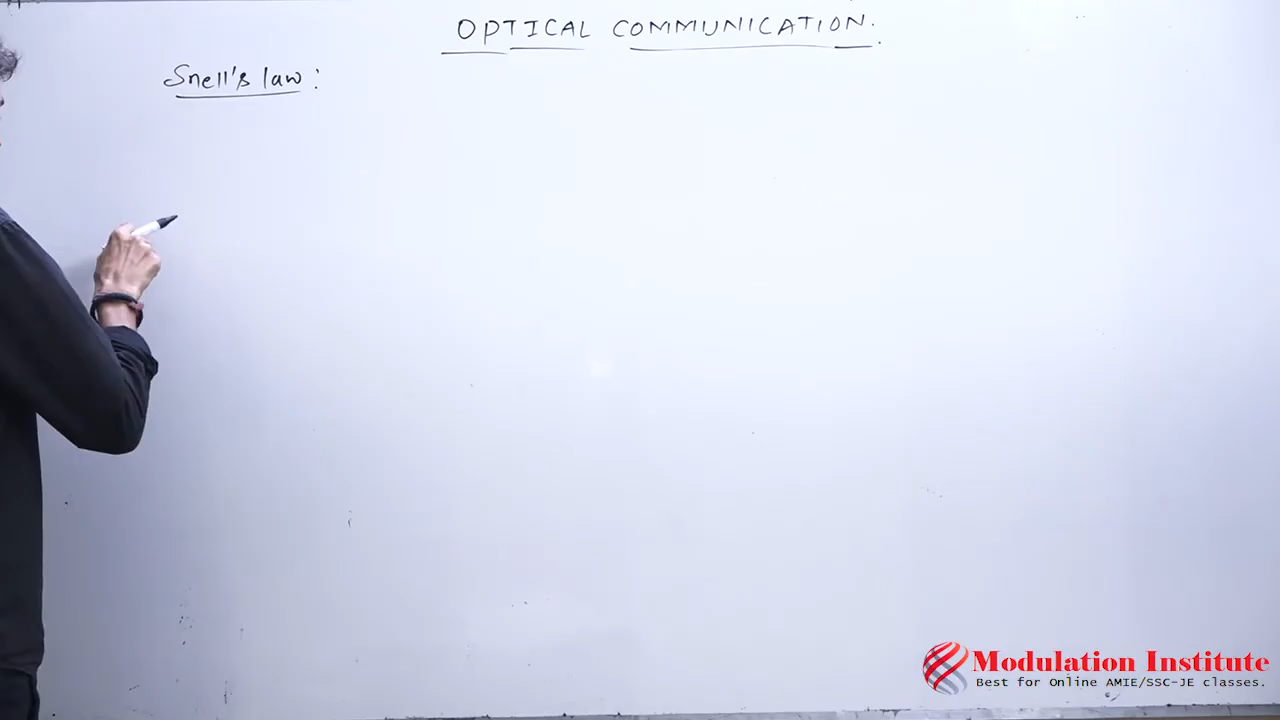 OPTICAL COMMUNICATION.
Snell's law :
Modulation Institute
Best for Online AMIE/SSC-JE classes.